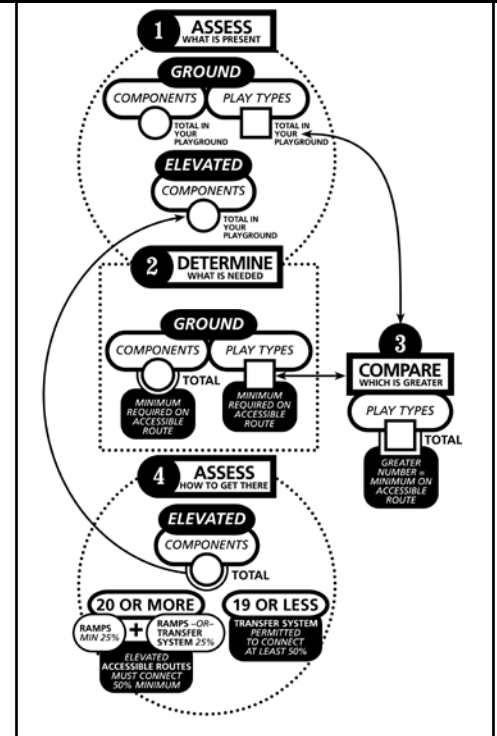 1 ASSESS
WHAT IS PRESENT
GROUND
COMPONENTS
PLAY TYPES
TOTAL IN
YOUR
PLAYGROUND
TOTAL IN
YOUR
PLAYGROUND
ELEVATED
COMPONENTS
TOTAL IN
YOUR
PLAYGROUND
2 DETERMINE
WHAT IS NEEDED
GROUND
COMPONENTS
PLAY TYPES
TOTAL
MINIMUM
REQUIRED ON
ACCESSIBLE
ROUTE
MINIMUM
REQUIRED ON
ACCESSIBLE
ROUTE
3
COMPARE
WHICH IS GREATER
PLAY TYPES
TOTAL
GREATER
NUMBER =
MINIMUM ON
ACCESSIBLE
ROUTE
4 ASSESS
HOW TO GET THERE
ELEVATED
COMPONENTS
TOTAL
20 OR MORE
RAMPS
MIN 25%
+
RAMPS –OR–
TRANSFER
SYSTEM 25%
ELEVATED
ACCESSIBLE ROUTES
MUST CONNECT
50% MINIMUM
19 OR LESS
TRANSFER SYSTEM
PERMITTED
TO CONNECT
AT LEAST 50%